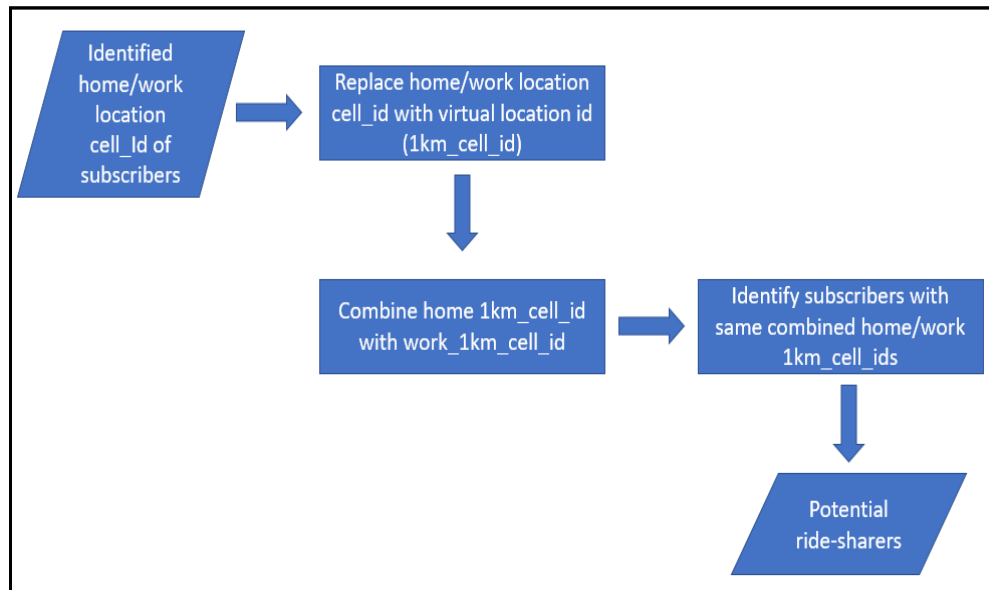 Identified
home/work
location
cell_Id of
subscribers
Replace home/work location
cell_id with virtual location id
(1km_cell_id)
Combine home 1km_cell_id
with work_1km_cell_id
Identify subscribers with
same combined home/work
1km_cell_ids
Potential
ride-sharers